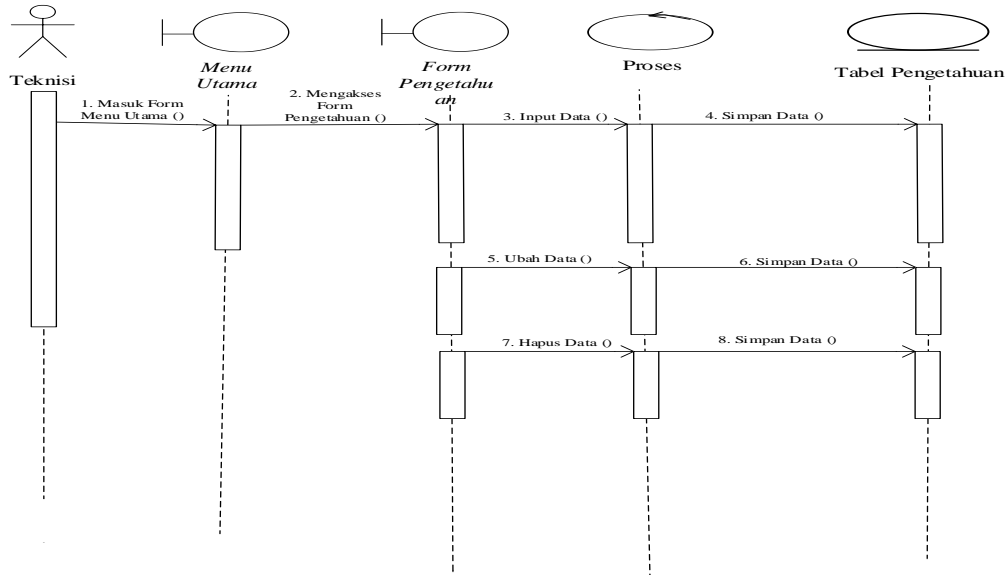 Teknisi
Menu
Utama
Form
Pengetahu
an
Proses
Tabel Pengetahuan
1. Masuk Form
Menu Utama ()
2. Mengakses
Form
Pengetahuan ()
3. Input Data ()
4. Simpan Data ()
5. Ubah Data ()
6. Simpan Data ()
7. Hapus Data ()
8. Simpan Data ()